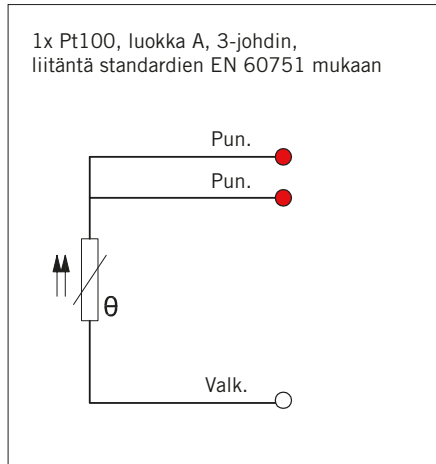 1x Pt100, luokka A, 3-johdin,
liitäntä standardien EN 60751 mukaan
Pun.
Pun.
θ
Valk.